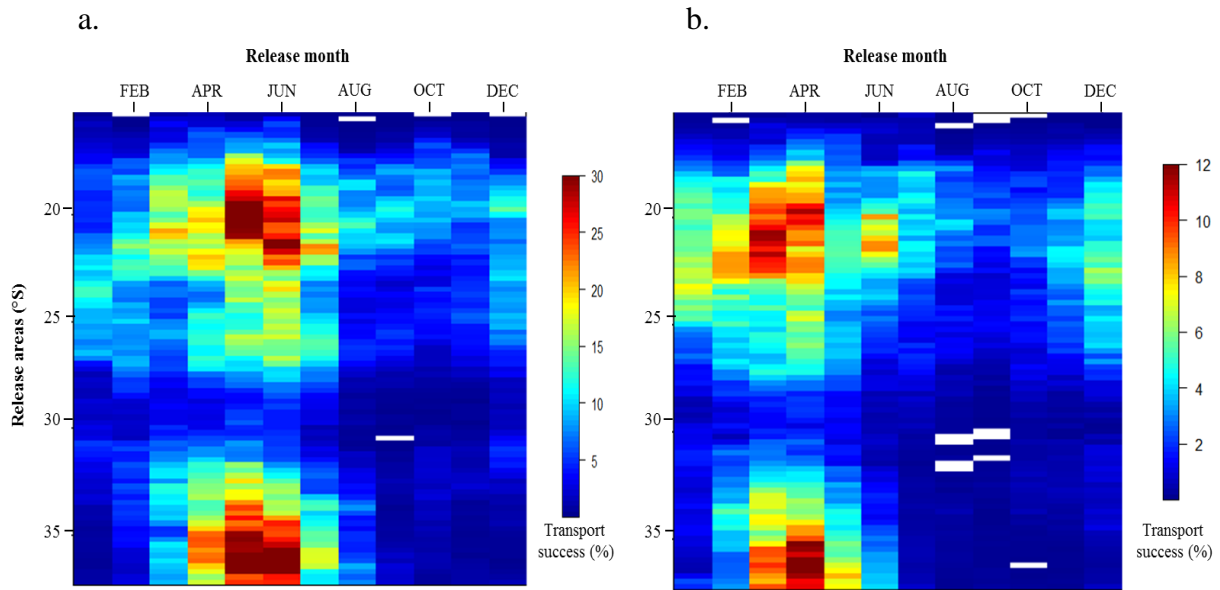 a.
Release month
FEB APR JUN AUG OCT DEC
Release areas (°S)
20
25
30
35
30
25
20
15
10
5
Transport
success (%)
b.
Release month
FEB APR JUN AUG OCT DEC
20
25
30
35
12
10
8
6
4
2
Transport
success (%)